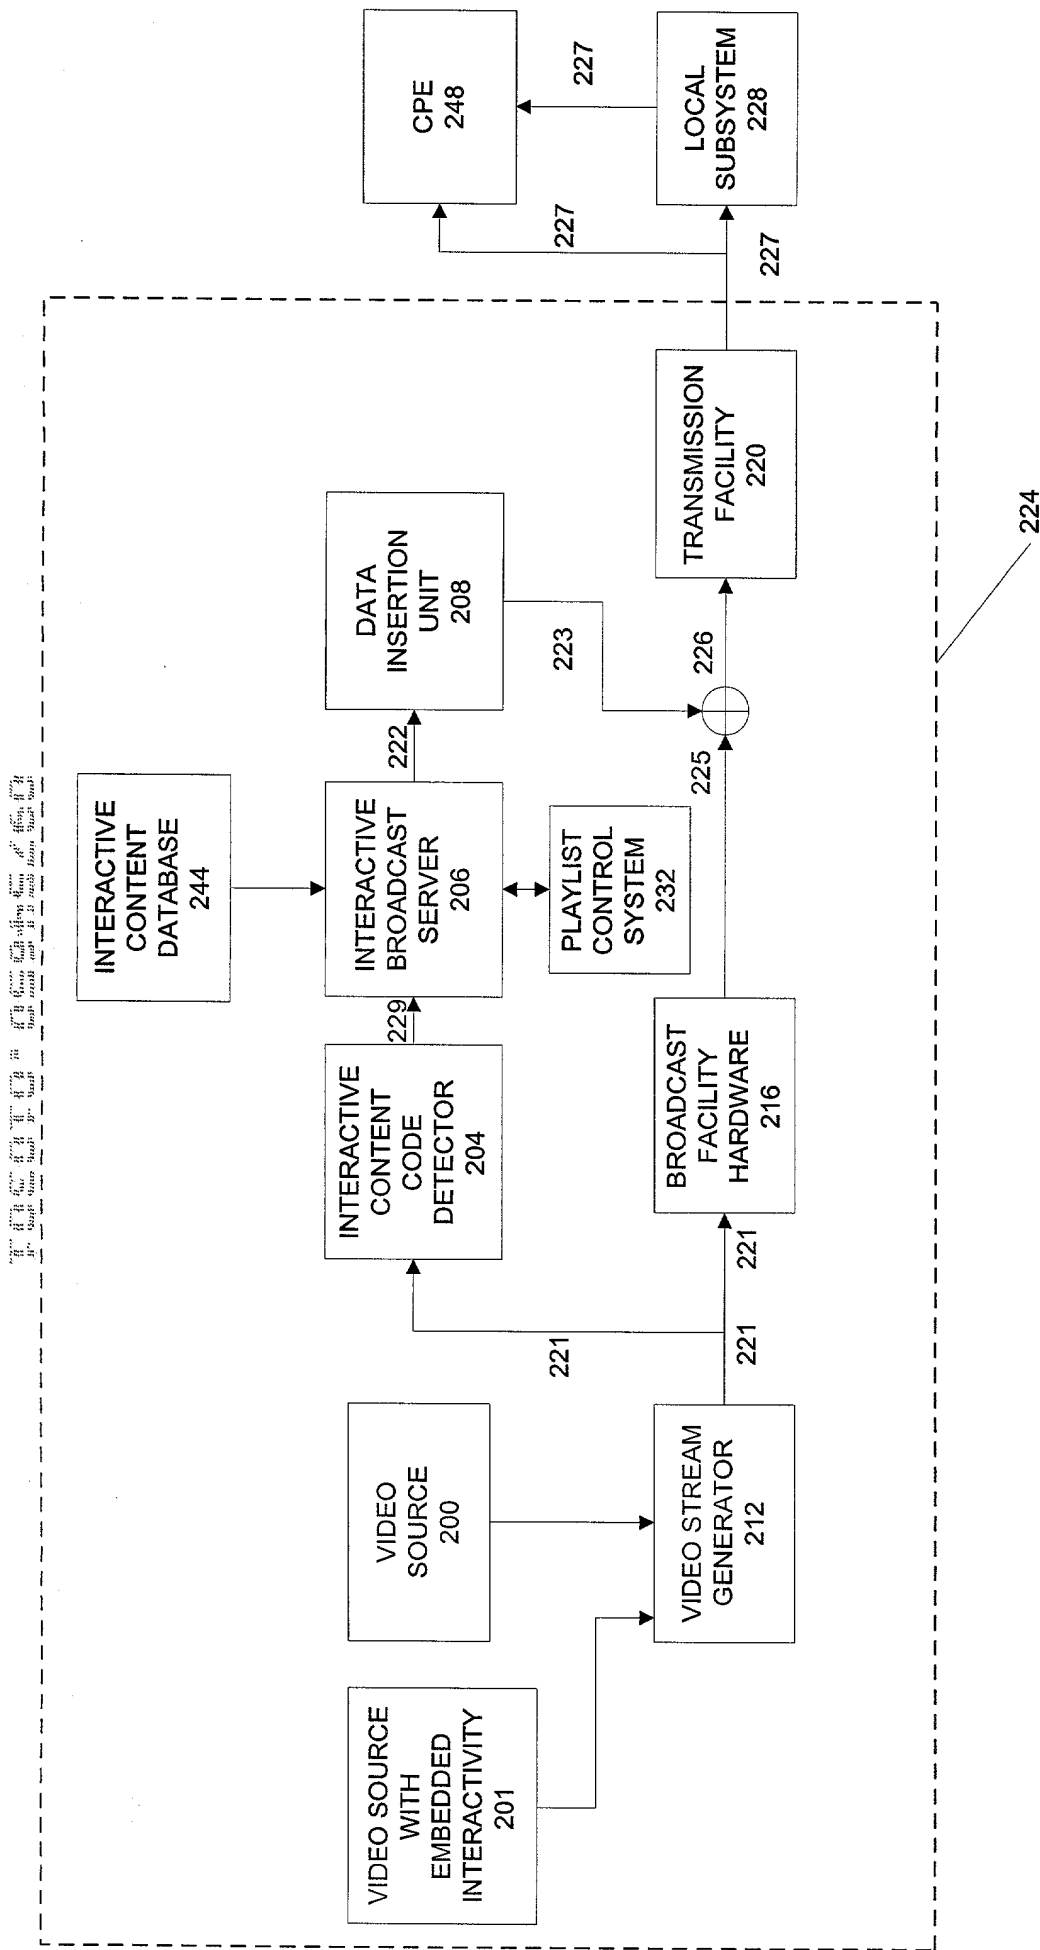 VIDEO SOURCE
WITH
EMBEDDED
INTERACTIVITY
201
VIDEO
SOURCE
200
VIDEO STREAM
GENERATOR
212
221
221
221
INTERACTIVE
CONTENT
CODE
DETECTOR
204
229
INTERACTIVE
CONTENT
DATABASE
244
INTERACTIVE
BROADCAST
SERVER
206
222
PLAYLIST
CONTROL
SYSTEM
232
BROADCAST
FACILITY
HARDWARE
216
225
DATA
INSERTION
UNIT
208
223
226
TRANSMISSION
FACILITY
220
227
227
227
CPE
248
LOCAL
SUBSYSTEM
228
224